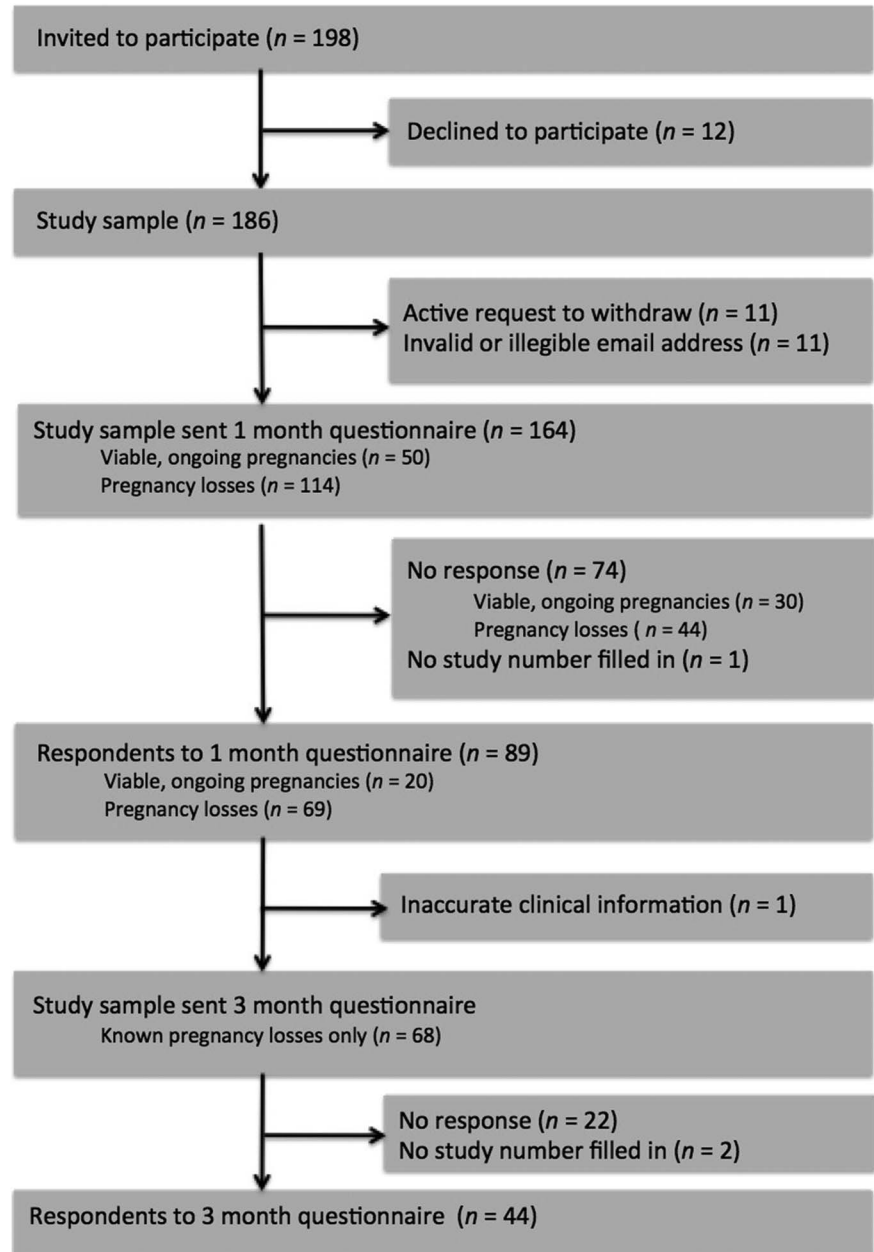 Invited to participate (n = 198)
Declined to participate (n = 12)
Study sample (n = 186)
Active request to withdraw (n = 11)
Invalid or illegible email address (n = 11)
Study sample sent 1 month questionnaire (n = 164)
Viable, ongoing pregnancies (n = 50)
Pregnancy losses (n = 114)
No response (n = 74)
Viable, ongoing pregnancies (n = 30)
Pregnancy losses ( n = 44)
No study number filled in (n = 1)
Respondents to 1 month questionnaire (n = 89)
Viable, ongoing pregnancies (n = 20)
Pregnancy losses (n = 69)
Inaccurate clinical information (n = 1)
Study sample sent 3 month questionnaire
Known pregnancy losses only (n = 68)
No response (n = 22)
No study number filled in (n = 2)
Respondents to 3 month questionnaire (n = 44)